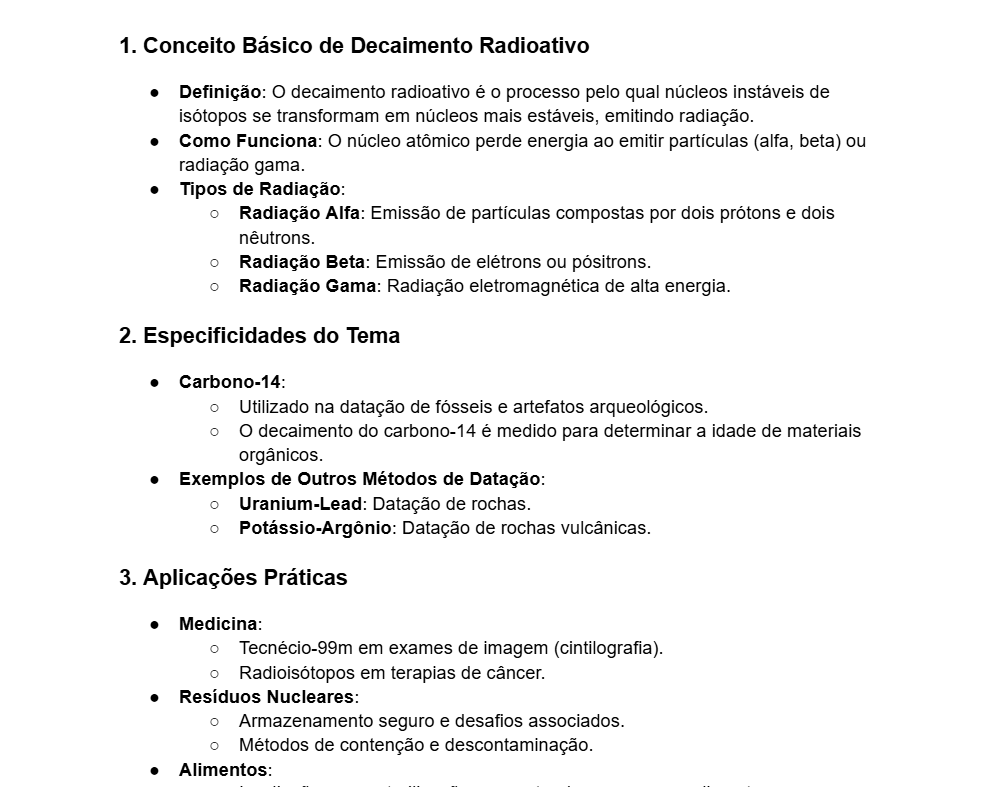 1. Conceito Básico de Decaimento Radioativo
● Definição: O decaimento radioativo é o processo pelo qual núcleos instáveis de
isótopos se transformam em núcleos mais estáveis, emitindo radiação.
● Como Funciona: O núcleo atômico perde energia ao emitir partículas (alfa, beta) ou
radiação gama.
● Tipos de Radiação:
○ Radiação Alfa: Emissão de partículas compostas por dois prótons e dois
nêutrons.
○ Radiação Beta: Emissão de elétrons ou pósitrons.
○ Radiação Gama: Radiação eletromagnética de alta energia.
2. Especificidades do Tema
● Carbono-14:
○ Utilizado na datação de fósseis e artefatos arqueológicos.
○ O decaimento do carbono-14 é medido para determinar a idade de materiais
orgânicos.
● Exemplos de Outros Métodos de Datação:
○ Uranium-Lead: Datação de rochas.
○ Potássio-Argônio: Datação de rochas vulcânicas.
3. Aplicações Práticas
● Medicina:
○ Tecnécio-99m em exames de imagem (cintilografia).
○ Radioisótopos em terapias de câncer.
● Resíduos Nucleares:
○ Armazenamento seguro e desafios associados.
○ Métodos de contenção e descontaminação.
● Alimentos: